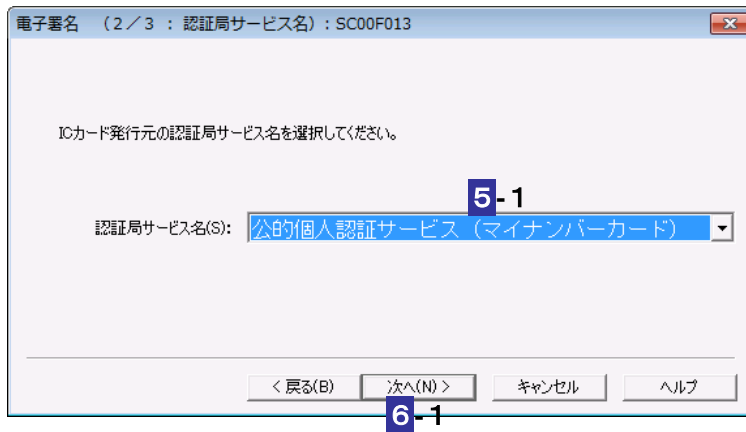 電子署名 （２／３ ： 認証局サービス名）: SC00F013
ICカード発行元の認証局サービス名を選択してください。
5-1
認証局サービス名(S): 公的個人認証サービス（マイナンバーカード）
< 戻る(B) 次へ(N) > キャンセル ヘルプ
6-1